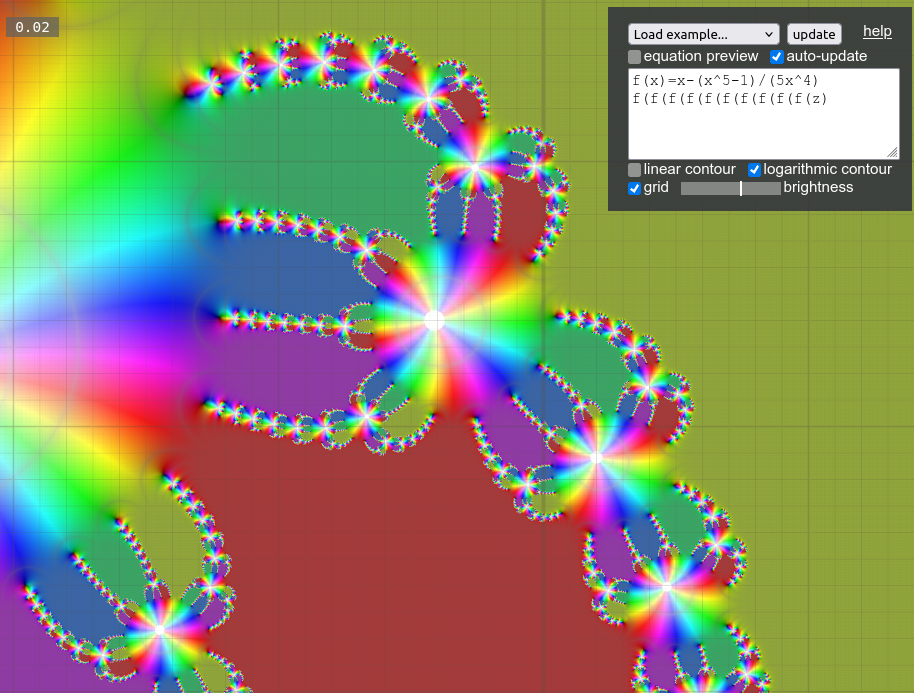 0.02
Load example...
update
help
equation preview
auto-update
f(x)=x-(x^5-1)/(5x^4)
f(f(f(f(f(f(f(f(f(f(z)
linear contour
logarithmic contour
grid
brightness